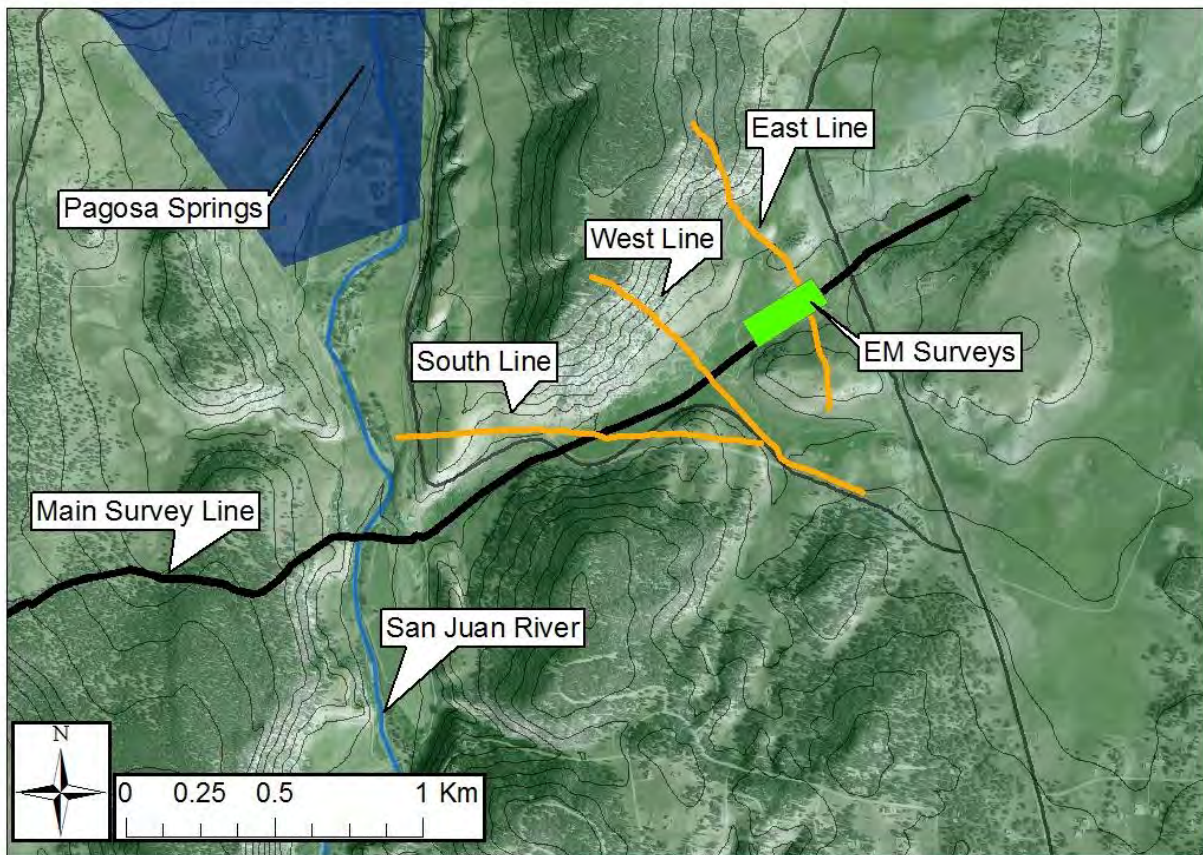 East Line
Pagosa Springs
West Line
EM Surveys
South Line
Main Survey Line
San Juan River
N
0 0.25 0.5 1 Km